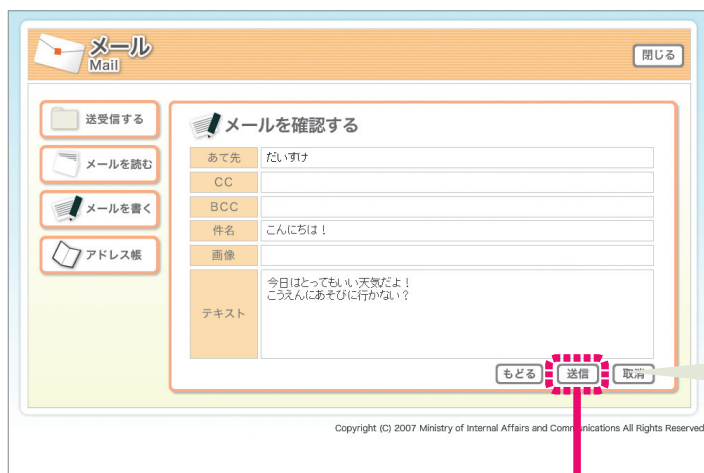 メール
Mail
閉じる
送受信する
メールを読む
メールを書く
アドレス帳
メールを確認する
あて先 だいすけ
CC
BCC
件名 こんにちは！
画像
テキスト
今日はとってもいい天気だよ！
こうえんにあそびに行かない？
もどる 送信 取消
Copyright (C) 2007 Ministry of Internal Affairs and Communications All Rights Reserved